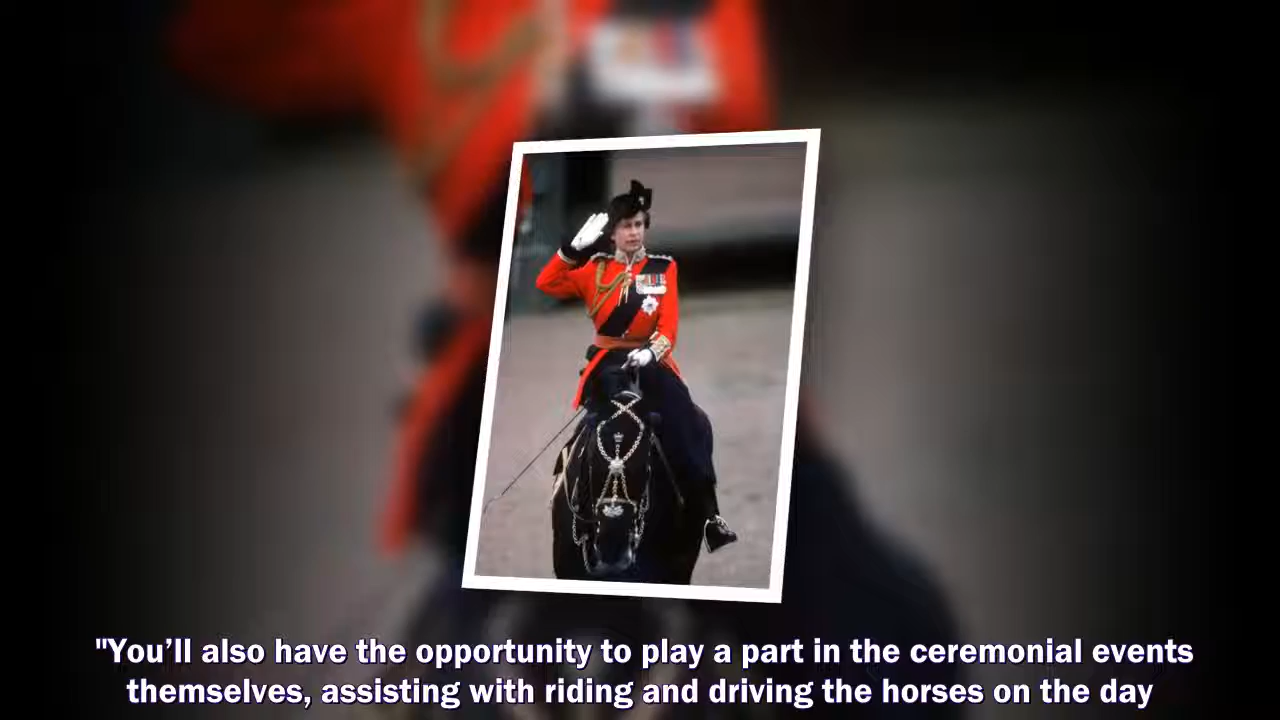 "You’ll also have the opportunity to play a part in the ceremonial events
themselves, assisting with riding and driving the horses on the day